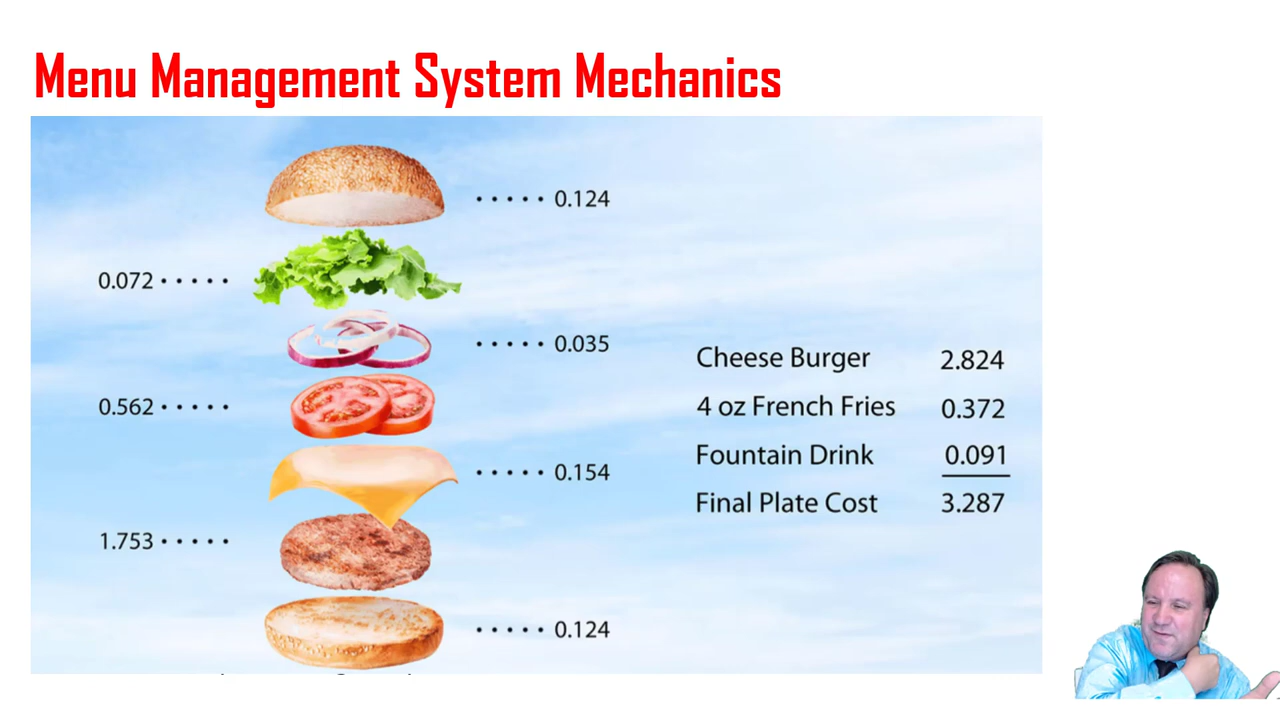 Menu Management System Mechanics
..... 0.124
0.072 .....
..... 0.035
0.562 .....
..... 0.154
1.753 .....
..... 0.124
Cheese Burger 2.824
4 oz French Fries 0.372
Fountain Drink 0.091
Final Plate Cost 3.287